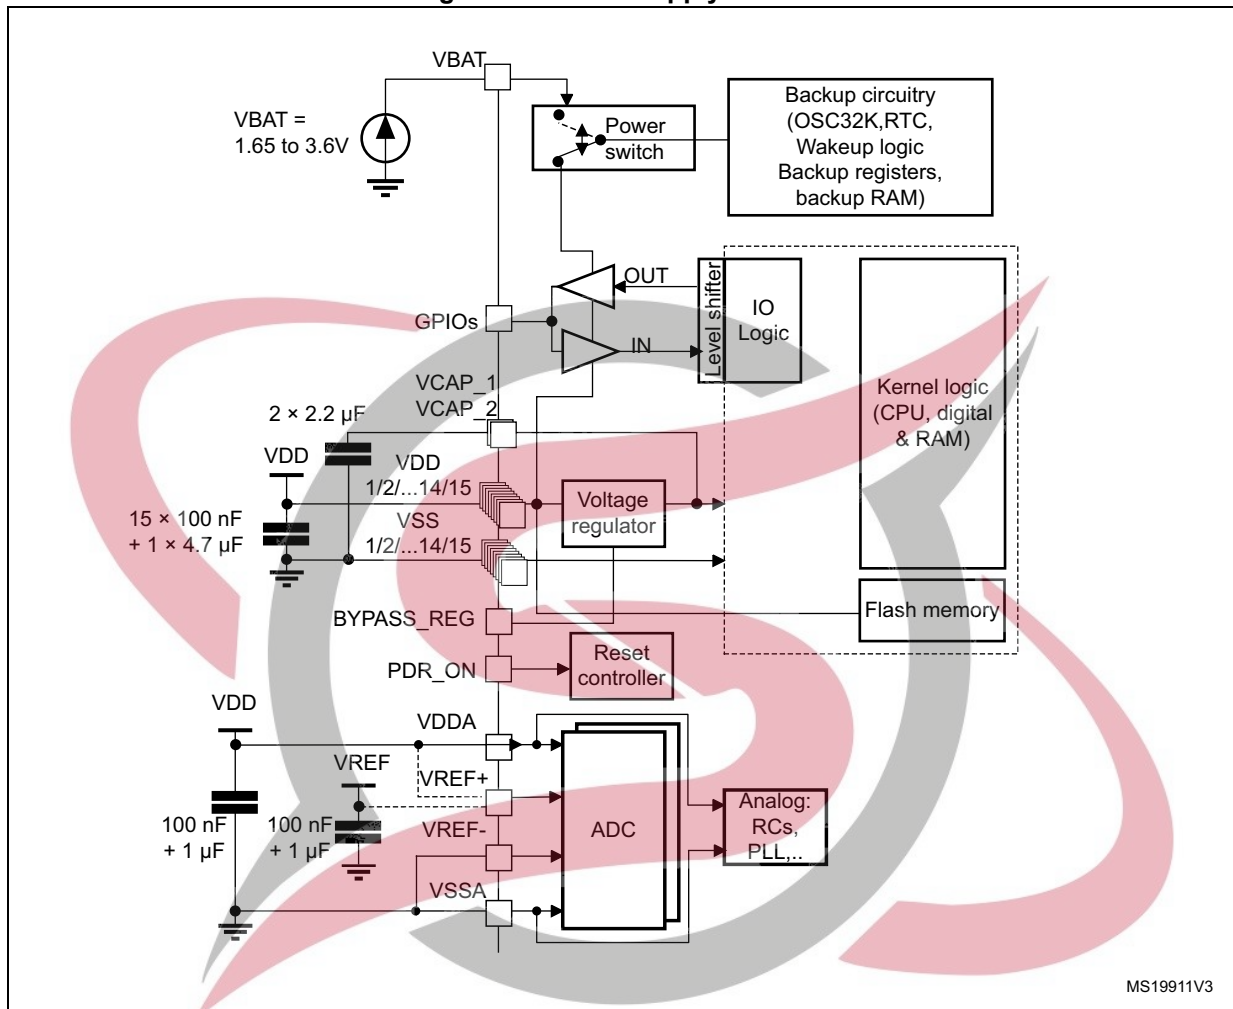 VBAT
VBAT =
1.65 to 3.6V
Power
switch
Backup circuitry
(OSC32K,RTC,
Wakeup logic
Backup registers,
backup RAM)
OUT
Level shifter
IO
Logic
GPIOs
IN
Kernel logic
(CPU, digital
& RAM)
VCAP_1
VCAP_2
2 × 2.2 µF
VDD
VDD
1/2/...14/15
Voltage
regulator
15 × 100 nF
+ 1 × 4.7 µF
VSS
1/2/...14/15
Flash memory
BYPASS_REG
Reset
controller
PDR_ON
VDD
VDDA
VREF
VREF+
100 nF
+ 1 µF
100 nF
+ 1 µF
VREF-
ADC
Analog:
RCs,
PLL,..
VSSA
MS19911V3